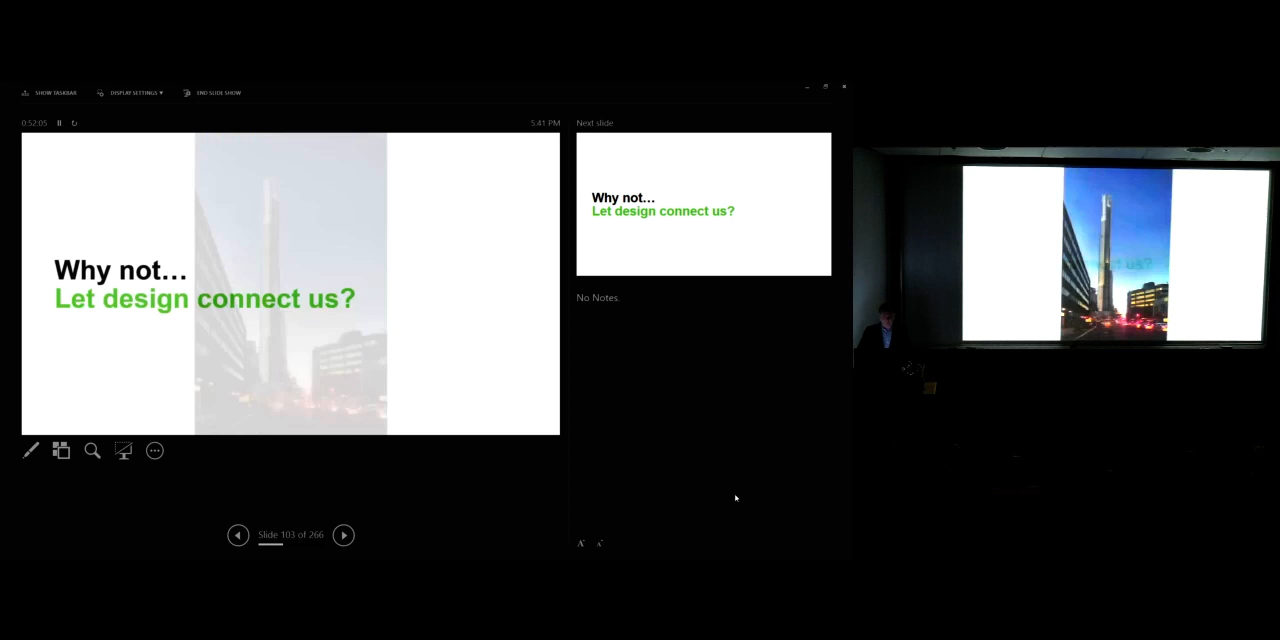 SHOW TASKBAR
DISPLAY SETTINGS ▼
END SLIDE SHOW
0:52:05
5:41 PM
Why not...
Let design connect us?
Next slide
Why not...
Let design connect us?
No Notes.
Slide 103 of 266
A
A
us?